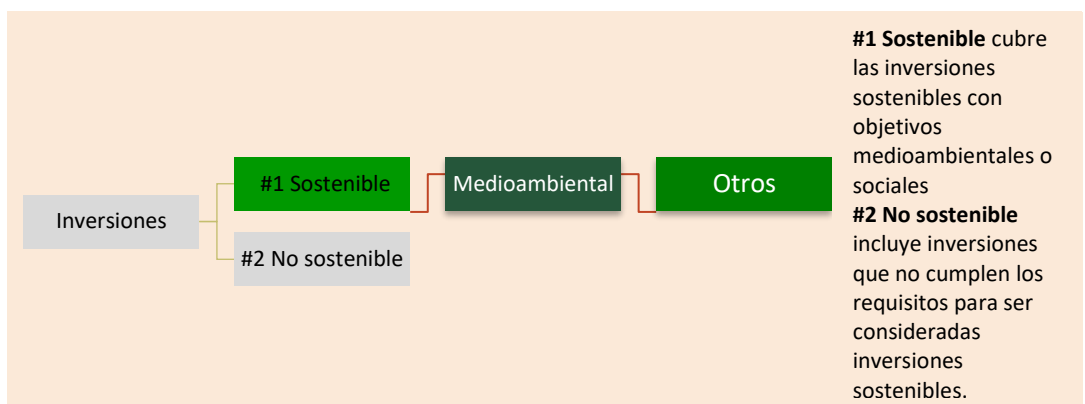 Inversiones
#1 Sostenible
Medioambiental
Otros
#2 No sostenible
#1 Sostenible cubre
las inversiones
sostenibles con
objetivos
medioambientales o
sociales
#2 No sostenible
incluye inversiones
que no cumplen los
requisitos para ser
consideradas
inversiones
sostenibles.